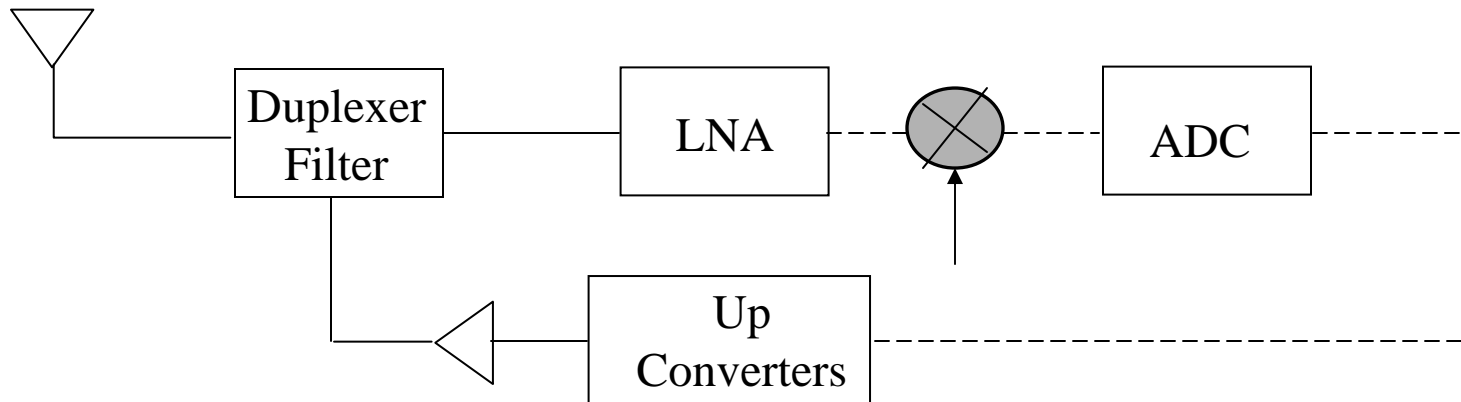 Duplexer
Filter
LNA
ADC
Up
Converters